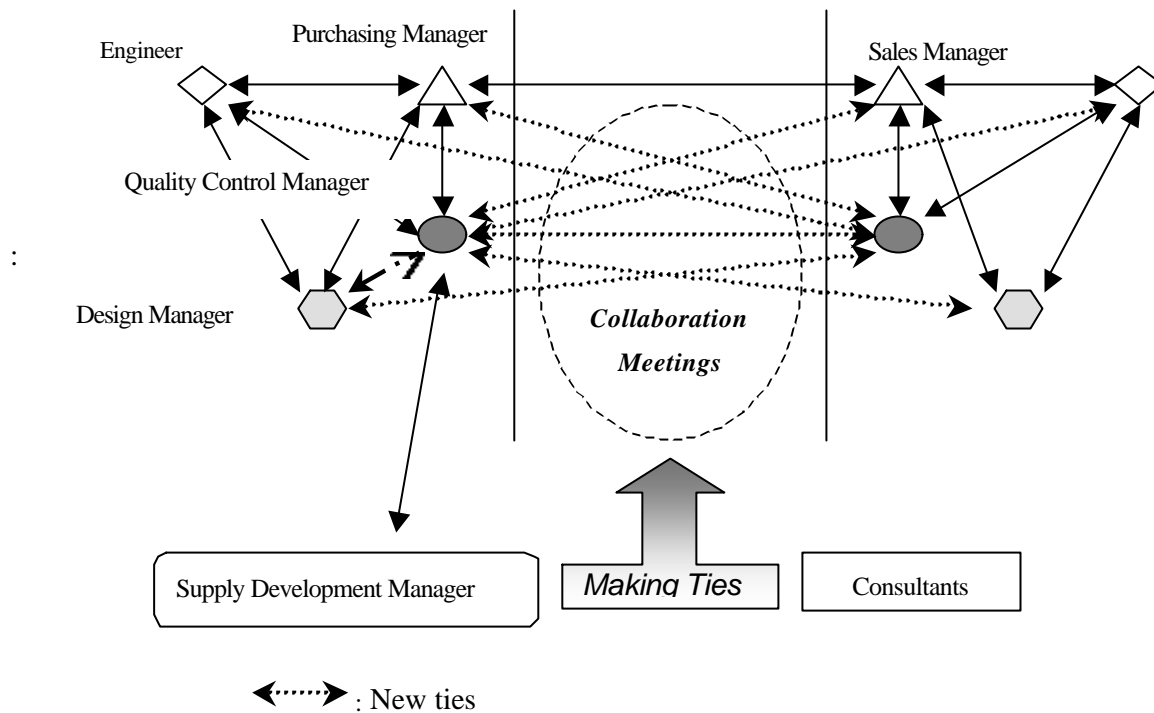 Purchasing Manager
Engineer
Sales Manager
Quality Control Manager
:
Design Manager
Collaboration
Meetings
Supply Development Manager
Making Ties
Consultants
: New ties